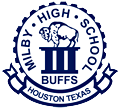 MILBY · HIGH · SCHOOL
III
BUFFS
HOUSTON TEXAS